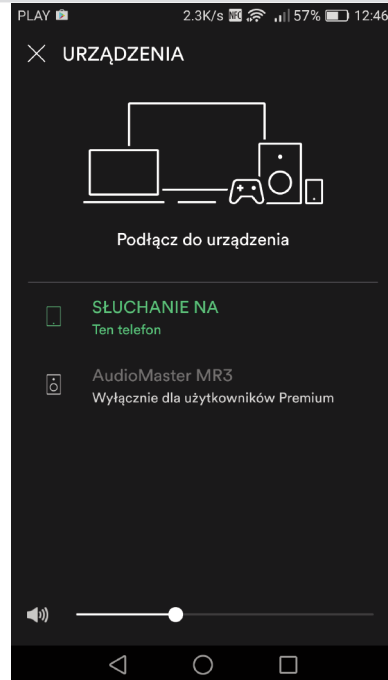 PLAY 2.3K/s NFC 57% 12:46
URZĄDZENIA
Podłącz do urządzenia
SŁUCHANIE NA
Ten telefon
AudioMaster MR3
Wyłącznie dla użytkowników Premium